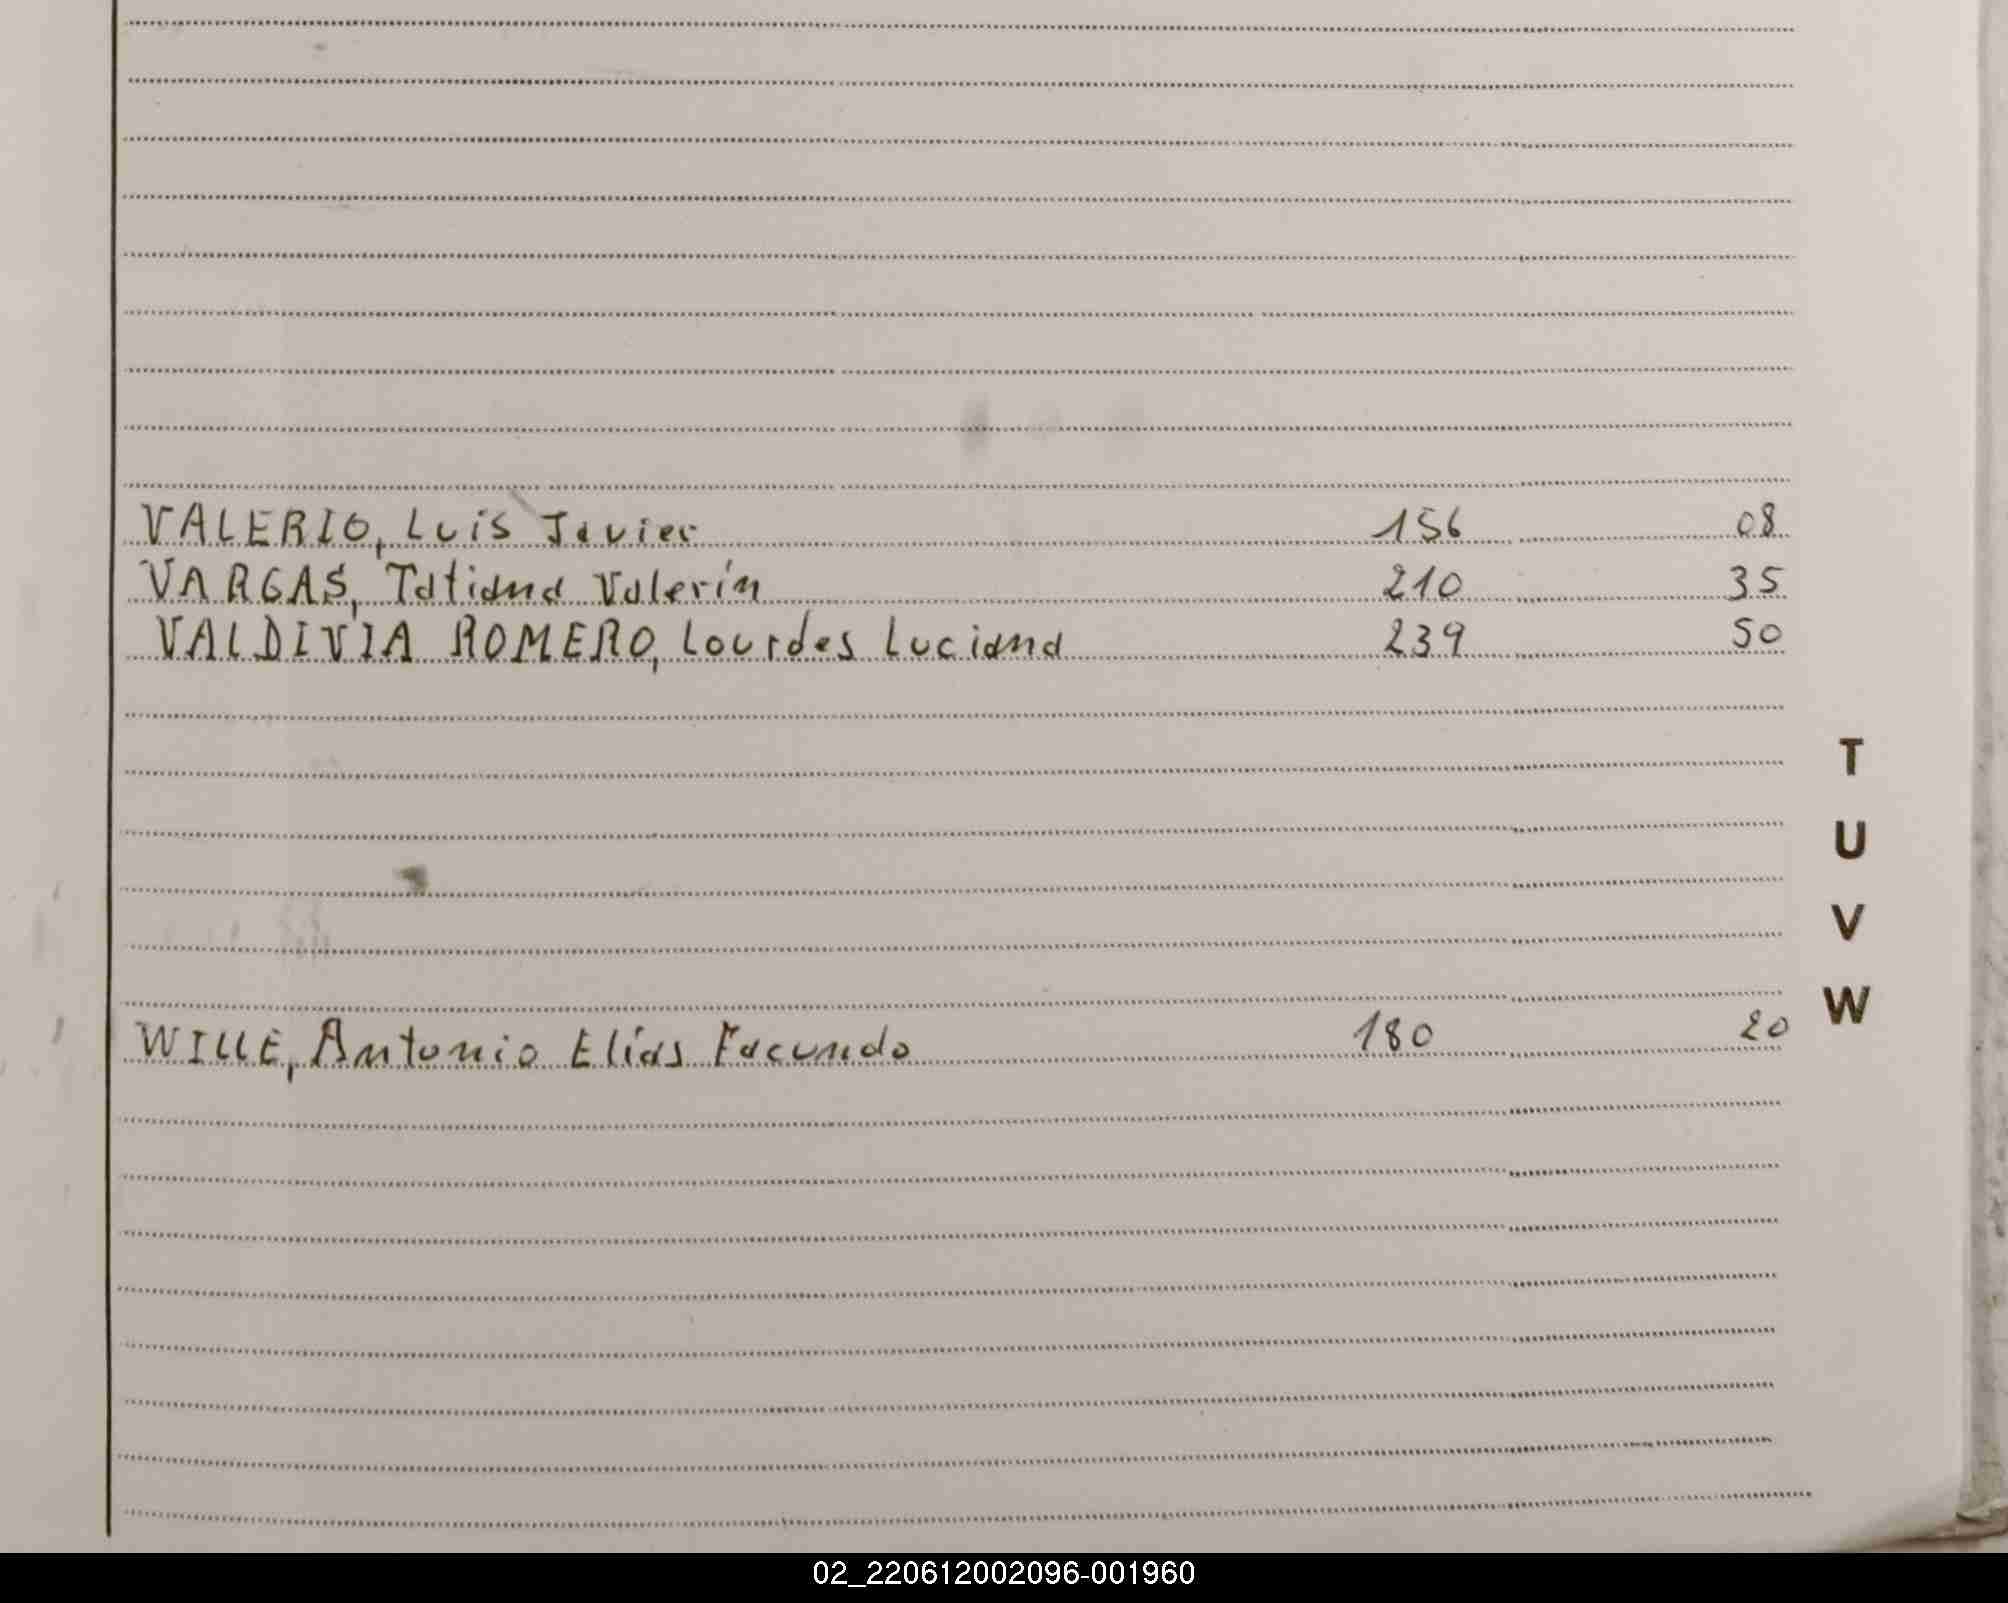 VALERIO, Luis Javier 156 08
VARGAS, Tatiana Valerín 210 35
VALDIVIA ROMERO, Lourdes Luciana 239 50
T
U
V
W
WILLE, Antonio Elías Facundo 180 20
02_220612002096-001960